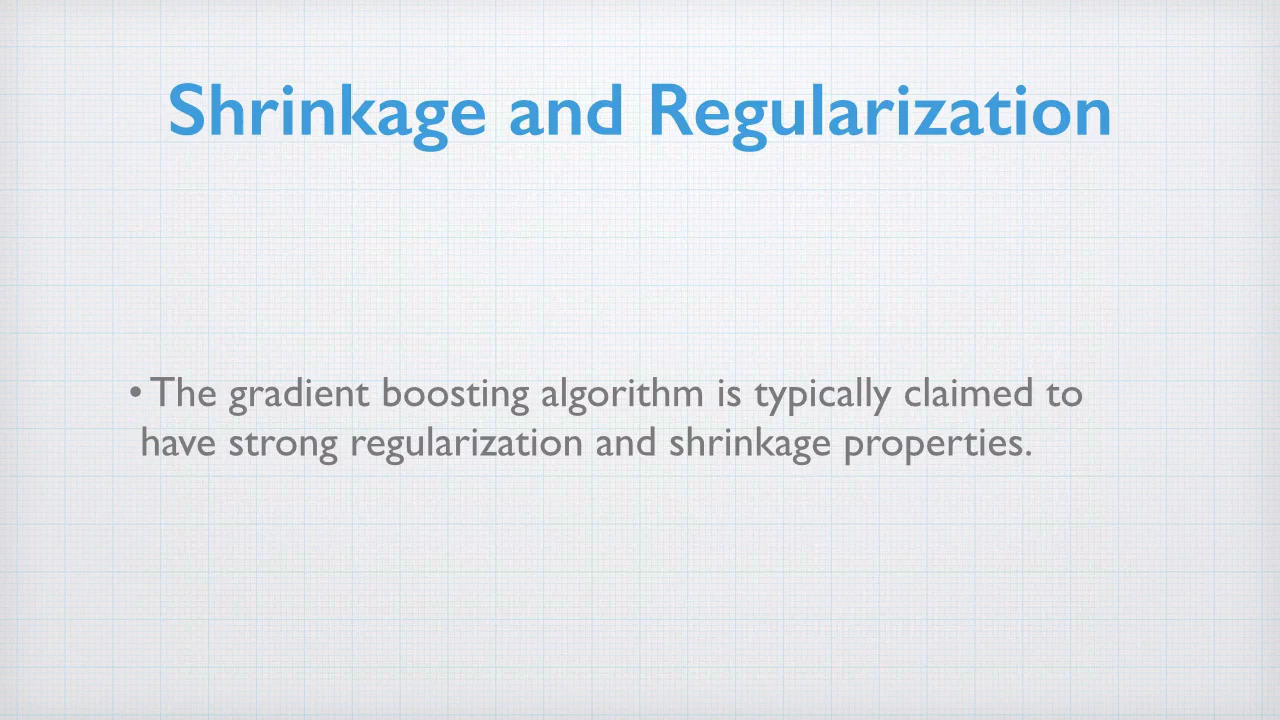 Shrinkage and Regularization
• The gradient boosting algorithm is typically claimed to
have strong regularization and shrinkage properties.